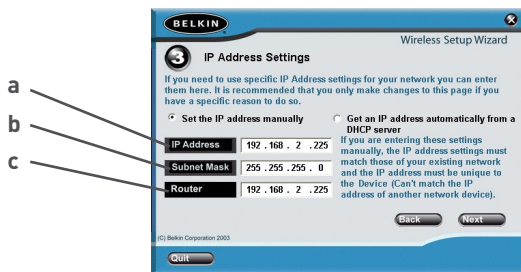 BELKIN
Wireless Setup Wizard
3 IP Address Settings
If you need to use specific IP Address settings for your network you can enter
them here. It is recommended that you only make changes to this page if you
have a specific reason to do so.
Set the IP address manually
Get an IP address automatically from a
DHCP server
a
IP Address 192 . 168 . 2 . 225
b
Subnet Mask 255 . 255 . 255 . 0
c
Router 192 . 168 . 2 . 225
If you are entering these settings
manually, the IP address settings must
match those of your existing network
and the IP address must be unique to
the Device (Can't match the IP
address of another network device).
Back Next
(C) Belkin Corporation 2003
Quit